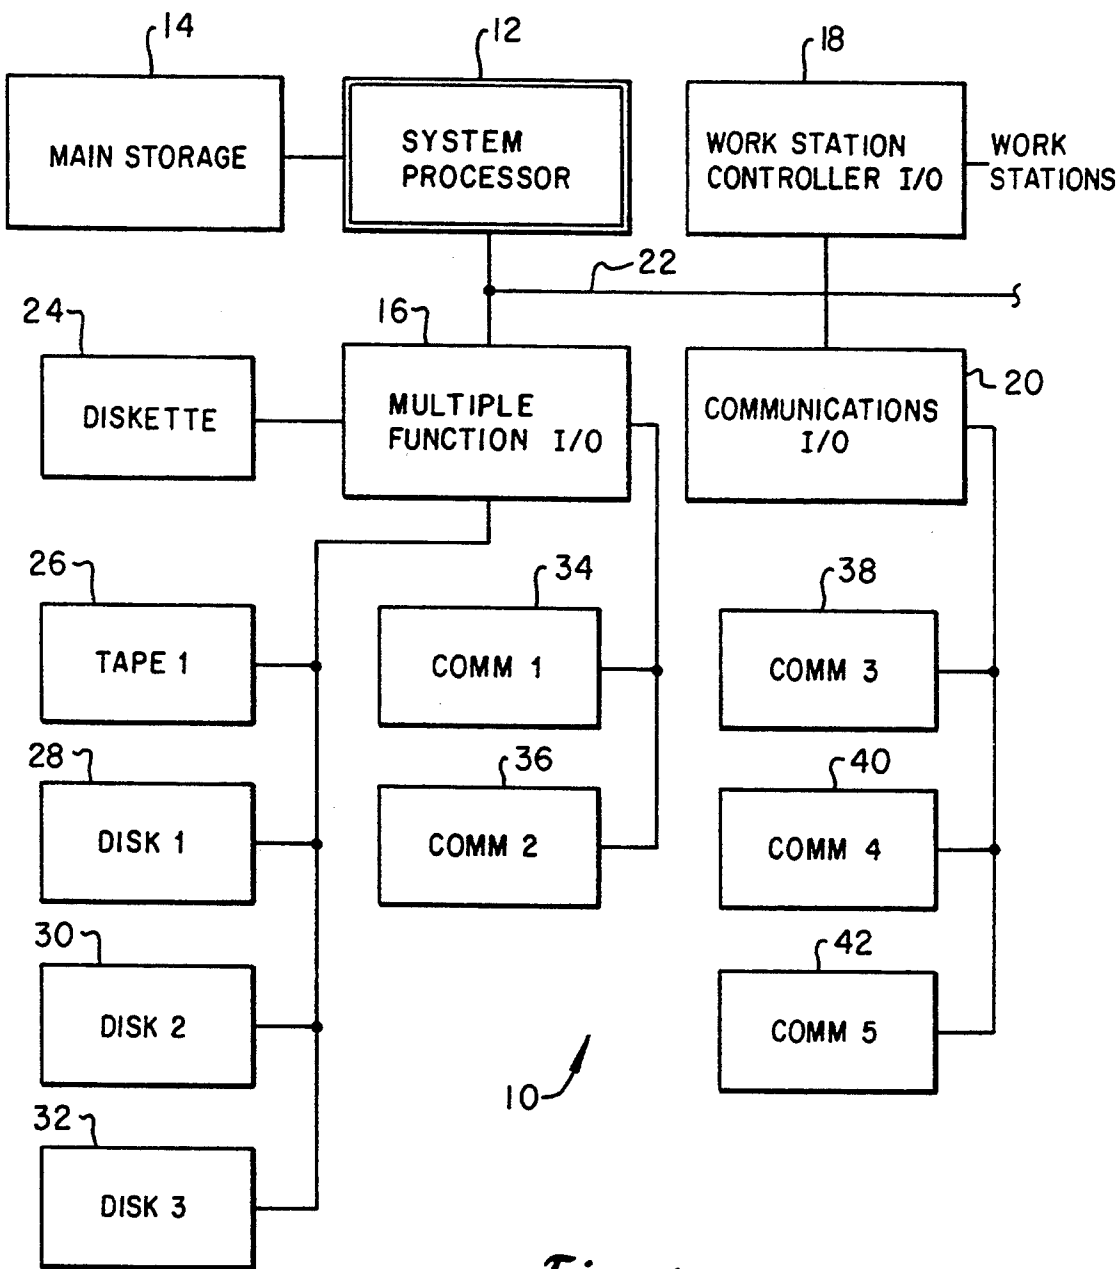 14
12
18
MAIN STORAGE
SYSTEM
PROCESSOR
WORK STATION
CONTROLLER I/O
WORK
STATIONS
22
24
16
20
DISKETTE
MULTIPLE
FUNCTION I/O
COMMUNICATIONS
I/O
26
34
38
TAPE 1
COMM 1
COMM 3
28
36
40
DISK 1
COMM 2
COMM 4
30
42
DISK 2
COMM 5
10
32
DISK 3